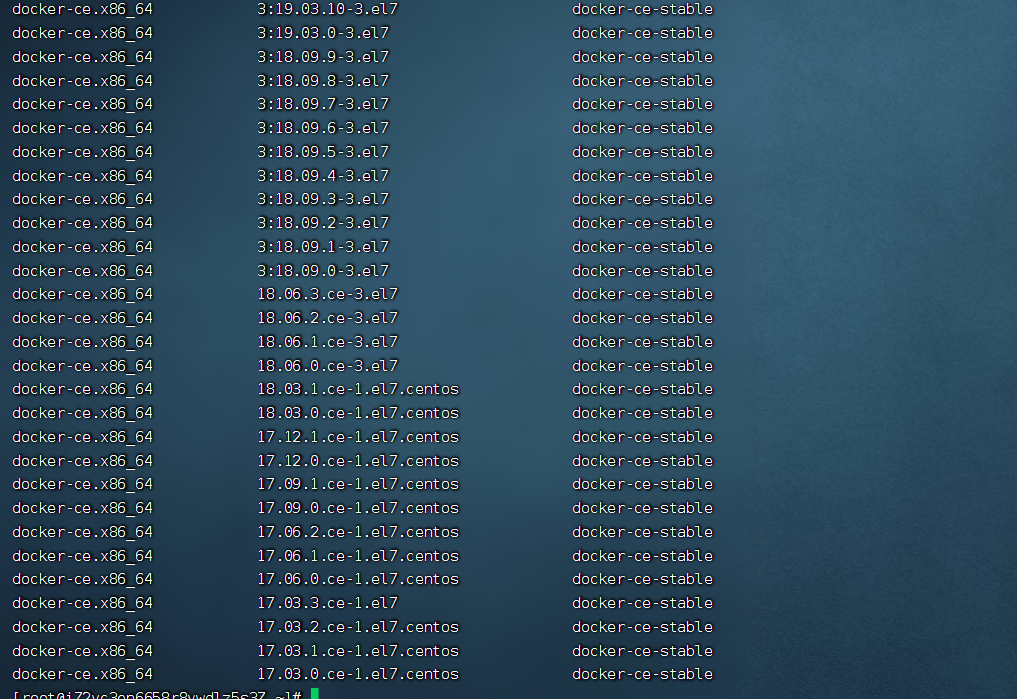 docker-ce.x86_64 3:19.03.10-3.el7 docker-ce-stable
docker-ce.x86_64 3:19.03.0-3.el7 docker-ce-stable
docker-ce.x86_64 3:18.09.9-3.el7 docker-ce-stable
docker-ce.x86_64 3:18.09.8-3.el7 docker-ce-stable
docker-ce.x86_64 3:18.09.7-3.el7 docker-ce-stable
docker-ce.x86_64 3:18.09.6-3.el7 docker-ce-stable
docker-ce.x86_64 3:18.09.5-3.el7 docker-ce-stable
docker-ce.x86_64 3:18.09.4-3.el7 docker-ce-stable
docker-ce.x86_64 3:18.09.3-3.el7 docker-ce-stable
docker-ce.x86_64 3:18.09.2-3.el7 docker-ce-stable
docker-ce.x86_64 3:18.09.1-3.el7 docker-ce-stable
docker-ce.x86_64 3:18.09.0-3.el7 docker-ce-stable
docker-ce.x86_64 18.06.3.ce-3.el7 docker-ce-stable
docker-ce.x86_64 18.06.2.ce-3.el7 docker-ce-stable
docker-ce.x86_64 18.06.1.ce-3.el7 docker-ce-stable
docker-ce.x86_64 18.06.0.ce-3.el7 docker-ce-stable
docker-ce.x86_64 18.03.1.ce-1.el7.centos docker-ce-stable
docker-ce.x86_64 18.03.0.ce-1.el7.centos docker-ce-stable
docker-ce.x86_64 17.12.1.ce-1.el7.centos docker-ce-stable
docker-ce.x86_64 17.12.0.ce-1.el7.centos docker-ce-stable
docker-ce.x86_64 17.09.1.ce-1.el7.centos docker-ce-stable
docker-ce.x86_64 17.09.0.ce-1.el7.centos docker-ce-stable
docker-ce.x86_64 17.06.2.ce-1.el7.centos docker-ce-stable
docker-ce.x86_64 17.06.1.ce-1.el7.centos docker-ce-stable
docker-ce.x86_64 17.06.0.ce-1.el7.centos docker-ce-stable
docker-ce.x86_64 17.03.3.ce-1.el7 docker-ce-stable
docker-ce.x86_64 17.03.2.ce-1.el7.centos docker-ce-stable
docker-ce.x86_64 17.03.1.ce-1.el7.centos docker-ce-stable
docker-ce.x86_64 17.03.0.ce-1.el7.centos docker-ce-stable